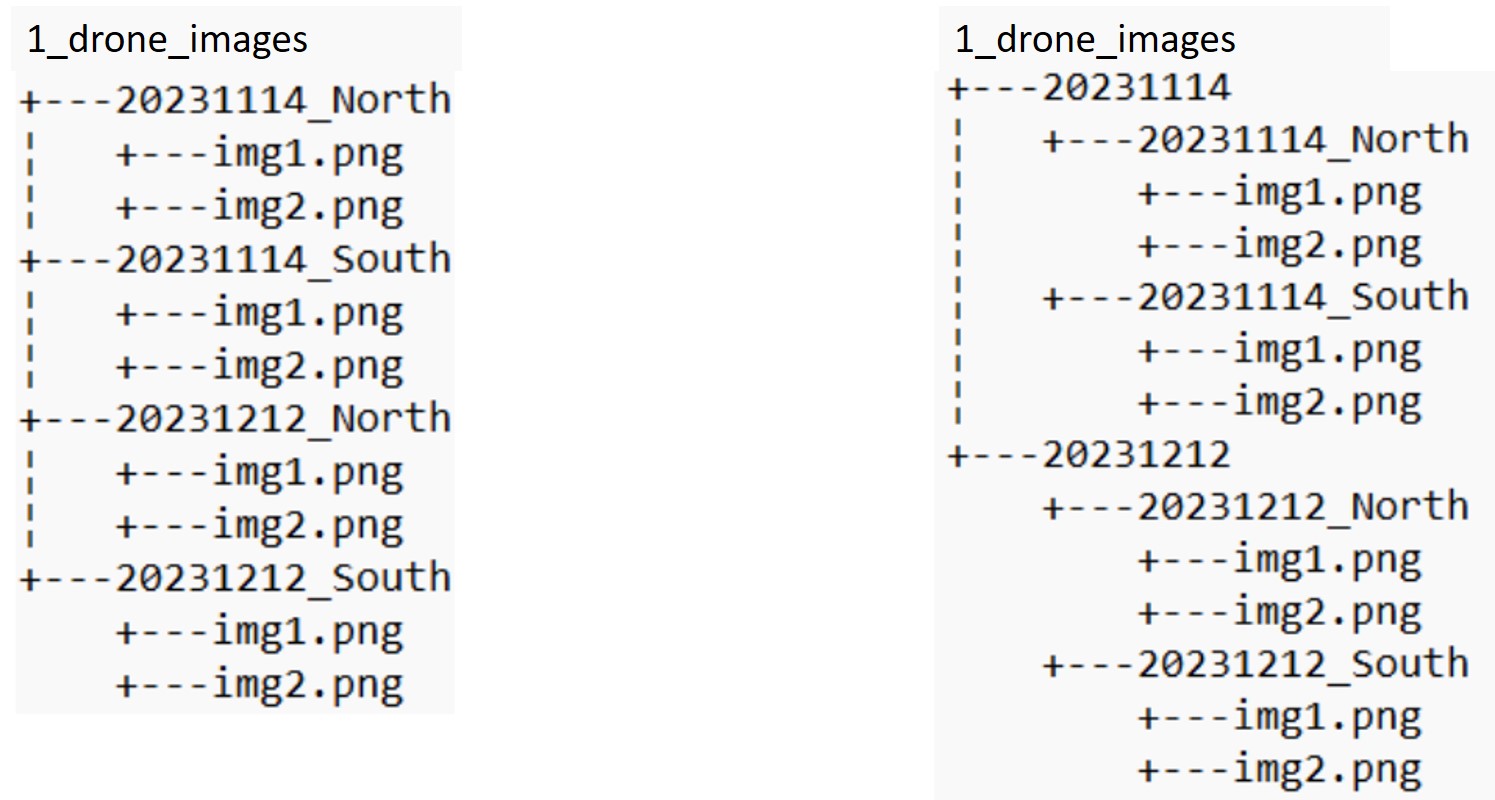 1_drone_images
+---20231114_North
¦    +---img1.png
¦    +---img2.png
+---20231114_South
¦    +---img1.png
¦    +---img2.png
+---20231212_North
¦    +---img1.png
¦    +---img2.png
+---20231212_South
     +---img1.png
     +---img2.png
1_drone_images
+---20231114
¦    +---20231114_North
¦         +---img1.png
¦         +---img2.png
¦    +---20231114_South
¦         +---img1.png
¦         +---img2.png
+---20231212
     +---20231212_North
          +---img1.png
          +---img2.png
     +---20231212_South
          +---img1.png
          +---img2.png